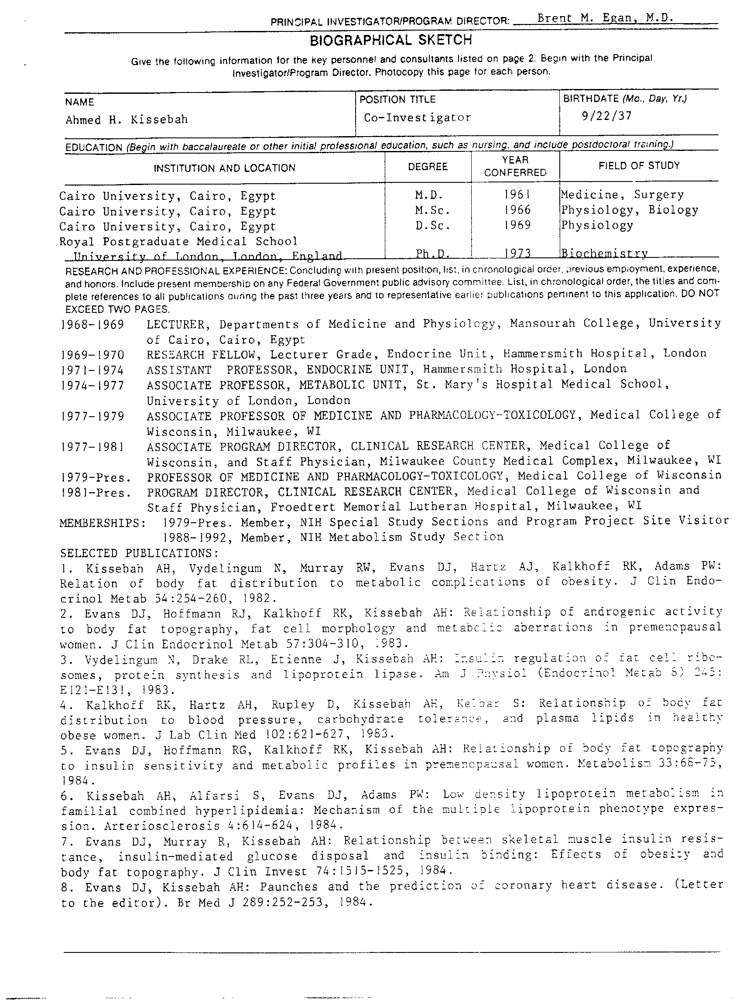 PRINCIPAL INVESTIGATOR/PROGRAM DIRECTOR: Brent M. Egan, M.D.
BIOGRAPHICAL SKETCH
Give the following information for the key personnel and consultants listed on page 2. Begin with the Principal
Investigator/Program Director. Photocopy this page for each person.
NAME POSITION TITLE BIRTHDATE (Mo., Day, Yr.)
Ahmed H. Kissebah Co-Investigator 9/22/37
EDUCATION (Begin with baccalaureate or other initial professional education, such as nursing, and include postdoctoral training.)
INSTITUTION AND LOCATION DEGREE YEAR CONFERRED FIELD OF STUDY
Cairo University, Cairo, Egypt M.D. 1961 Medicine, Surgery
Cairo University, Cairo, Egypt M.Sc. 1966 Physiology, Biology
Cairo University, Cairo, Egypt D.Sc. 1969 Physiology
Royal Postgraduate Medical School
University of London, London, England Ph.D. 1973 Biochemistry
RESEARCH AND PROFESSIONAL EXPERIENCE: Concluding with present position, list, in chronological order, previous employment, experience,
and honors. Include present membership on any Federal Government public advisory committee. List, in chronological order, the titles and com-
plete references to all publications during the past three years and to representative earlier publications pertinent to this application. DO NOT
EXCEED TWO PAGES.
1968-1969 LECTURER, Departments of Medicine and Physiology, Mansourah College, University
of Cairo, Cairo, Egypt
1969-1970 RESEARCH FELLOW, Lecturer Grade, Endocrine Unit, Hammersmith Hospital, London
1971-1974 ASSISTANT PROFESSOR, ENDOCRINE UNIT, Hammersmith Hospital, London
1974-1977 ASSOCIATE PROFESSOR, METABOLIC UNIT, St. Mary's Hospital Medical School,
University of London, London
1977-1979 ASSOCIATE PROFESSOR OF MEDICINE AND PHARMACOLOGY-TOXICOLOGY, Medical College of
Wisconsin, Milwaukee, WI
1977-1981 ASSOCIATE PROGRAM DIRECTOR, CLINICAL RESEARCH CENTER, Medical College of
Wisconsin, and Staff Physician, Milwaukee County Medical Complex, Milwaukee, WI
1979-Pres. PROFESSOR OF MEDICINE AND PHARMACOLOGY-TOXICOLOGY, Medical College of Wisconsin
1981-Pres. PROGRAM DIRECTOR, CLINICAL RESEARCH CENTER, Medical College of Wisconsin and
Staff Physician, Froedtert Memorial Lutheran Hospital, Milwaukee, WI
MEMBERSHIPS: 1979-Pres. Member, NIH Special Study Sections and Program Project Site Visitor
1988-1992, Member, NIH Metabolism Study Section
SELECTED PUBLICATIONS:
1. Kissebah AH, Vydelingum N, Murray RW, Evans DJ, Hartz AJ, Kalkhoff RK, Adams PW:
Relation of body fat distribution to metabolic complications of obesity. J Clin Endo-
crinol Metab 54:254-260, 1982.
2. Evans DJ, Hoffmann RJ, Kalkhoff RK, Kissebah AH: Relationship of androgenic activity
to body fat topography, fat cell morphology and metabolic aberrations in premenopausal
women. J Clin Endocrinol Metab 57:304-310, 1983.
3. Vydelingum N, Drake RL, Etienne J, Kissebah AH: Insulin regulation of fat cell ribo-
somes, protein synthesis and lipoprotein lipase. Am J Physiol (Endocrinol Metab 8) 245:
E121-E131, 1983.
4. Kalkhoff RK, Hartz AH, Rupley D, Kissebah AH, Kelbar S: Relationship of body fat
distribution to blood pressure, carbohydrate tolerance, and plasma lipids in healthy
obese women. J Lab Clin Med 102:621-627, 1983.
5. Evans DJ, Hoffmann RG, Kalkhoff RK, Kissebah AH: Relationship of body fat topography
to insulin sensitivity and metabolic profiles in premenopausal women. Metabolism 33:68-75,
1984.
6. Kissebah AH, Alfarsi S, Evans DJ, Adams PW: Low density lipoprotein metabolism in
familial combined hyperlipidemia: Mechanism of the multiple lipoprotein phenotype expres-
sion. Arteriosclerosis 4:614-624, 1984.
7. Evans DJ, Murray R, Kissebah AH: Relationship between skeletal muscle insulin resis-
tance, insulin-mediated glucose disposal and insulin binding: Effects of obesity and
body fat topography. J Clin Invest 74:1515-1525, 1984.
8. Evans DJ, Kissebah AH: Paunches and the prediction of coronary heart disease. (Letter
to the editor). Br Med J 289:252-253, 1984.